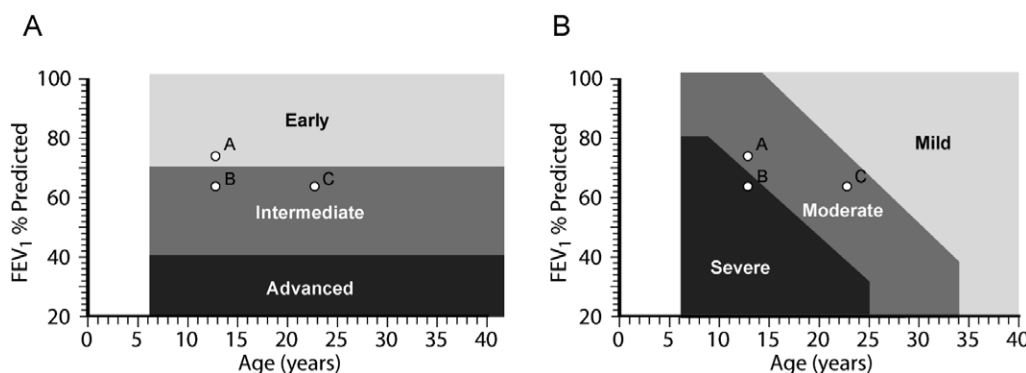 A
B
100
80
60
40
20
FEV1 % Predicted
Early
A
B
C
Intermediate
Advanced
0 5 10 15 20 25 30 35 40
Age (years)
100
80
60
40
20
FEV1 % Predicted
Mild
A
B
C
Moderate
Severe
0 5 10 15 20 25 30 35 40
Age (years)